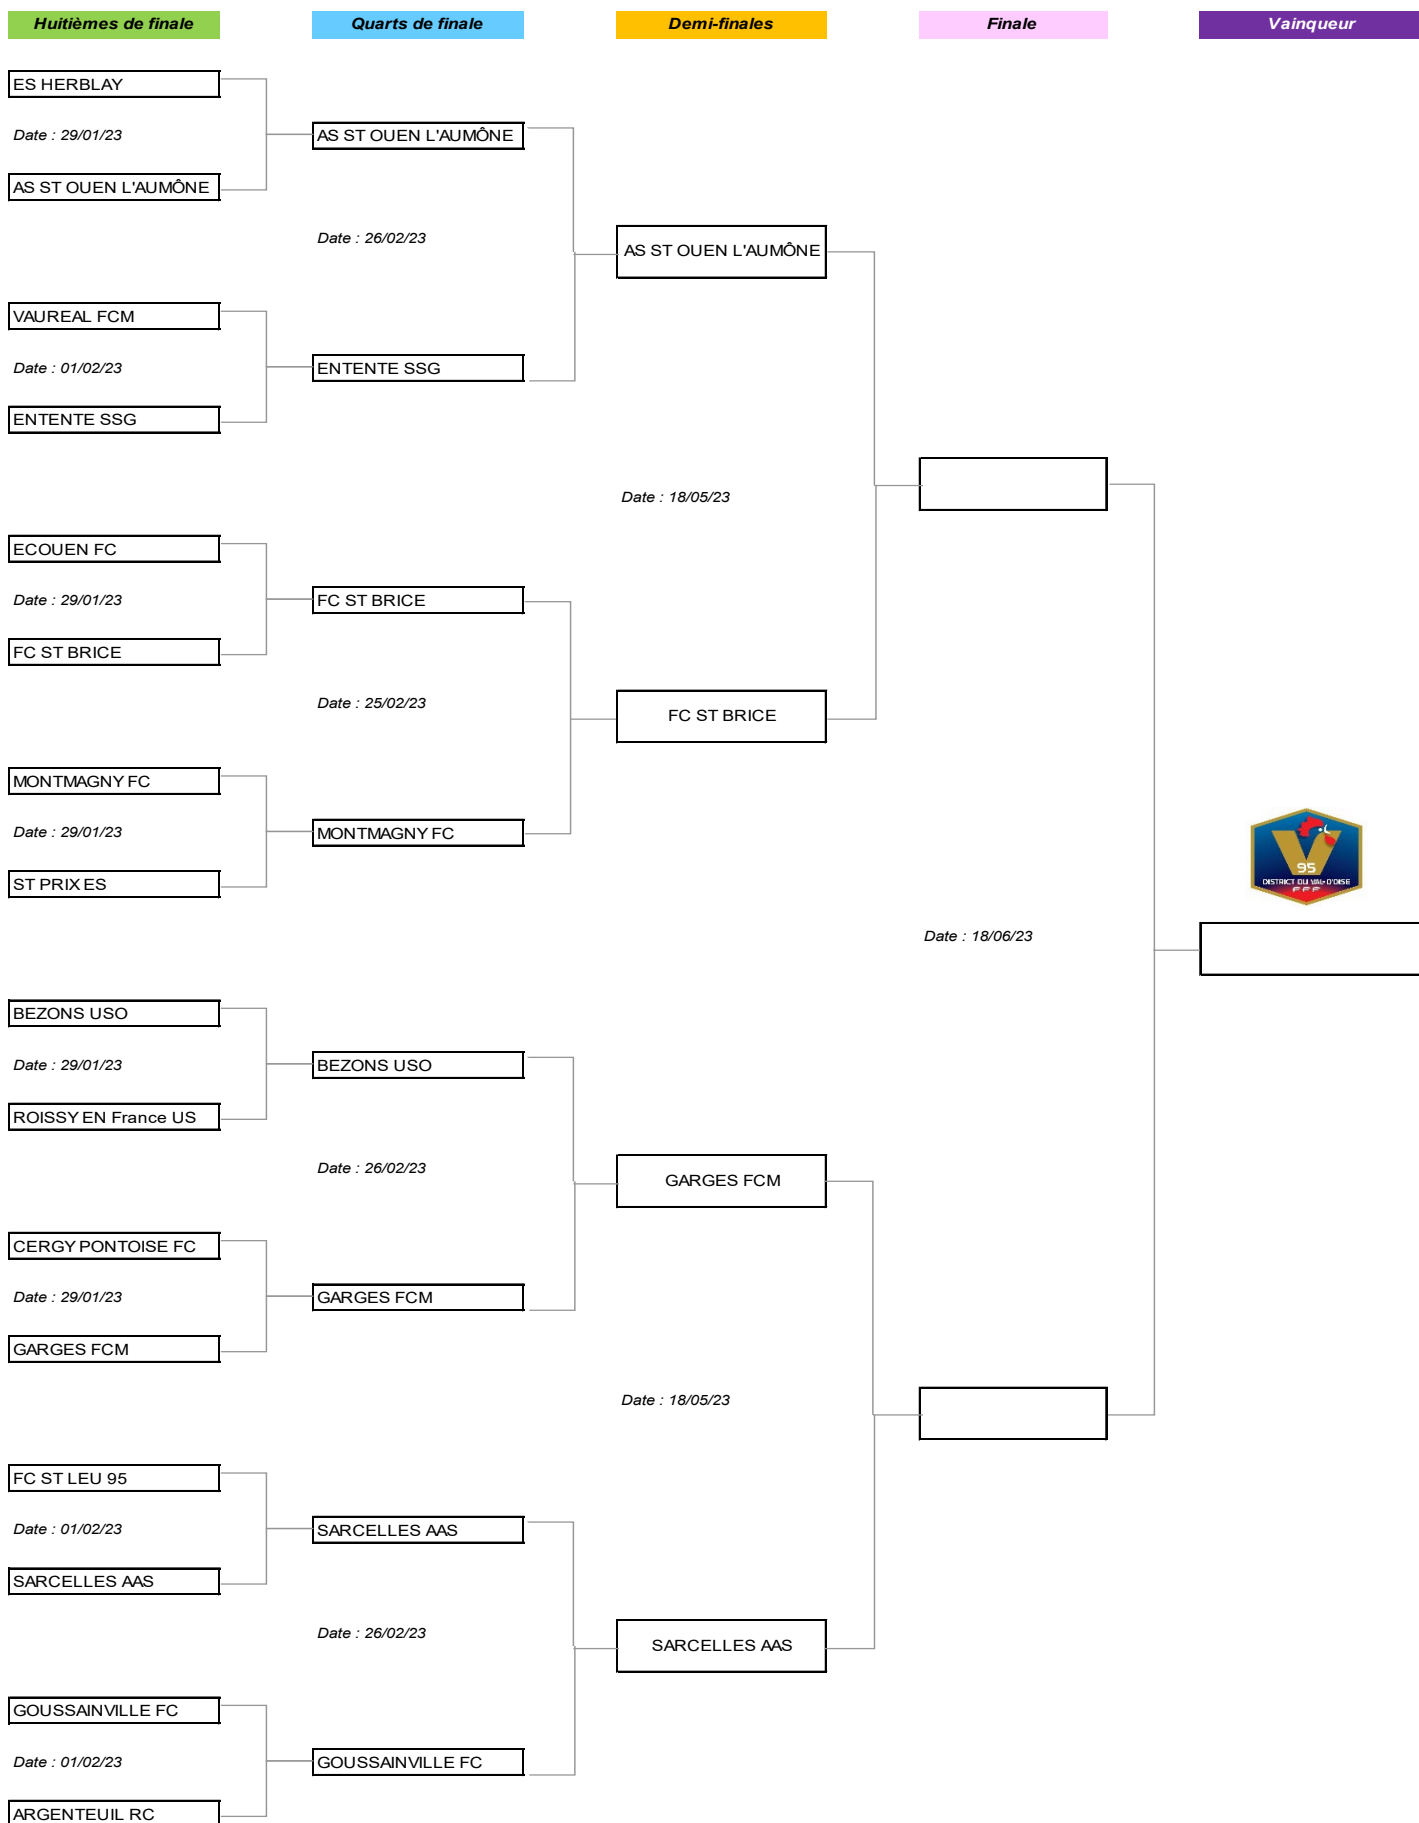 Huitièmes de finale
Quarts de finale
Demi-finales
Finale
Vainqueur
ES HERBLAY
Date : 29/01/23
AS ST OUEN L'AUMÔNE
AS ST OUEN L'AUMÔNE
Date : 26/02/23
AS ST OUEN L'AUMÔNE
VAUREAL FCM
Date : 01/02/23
ENTENTE SSG
ENTENTE SSG
Date : 18/05/23
ECOUEN FC
Date : 29/01/23
FC ST BRICE
FC ST BRICE
Date : 25/02/23
FC ST BRICE
MONTMAGNY FC
Date : 29/01/23
MONTMAGNY FC
ST PRIX ES
95
DISTRICT DU VAL-D'OISE
FFF
Date : 18/06/23
BEZONS USO
Date : 29/01/23
BEZONS USO
ROISSY EN France US
Date : 26/02/23
GARGES FCM
CERGY PONTOISE FC
Date : 29/01/23
GARGES FCM
GARGES FCM
Date : 18/05/23
FC ST LEU 95
Date : 01/02/23
SARCELLES AAS
SARCELLES AAS
Date : 26/02/23
SARCELLES AAS
GOUSSAINVILLE FC
Date : 01/02/23
GOUSSAINVILLE FC
ARGENTEUIL RC